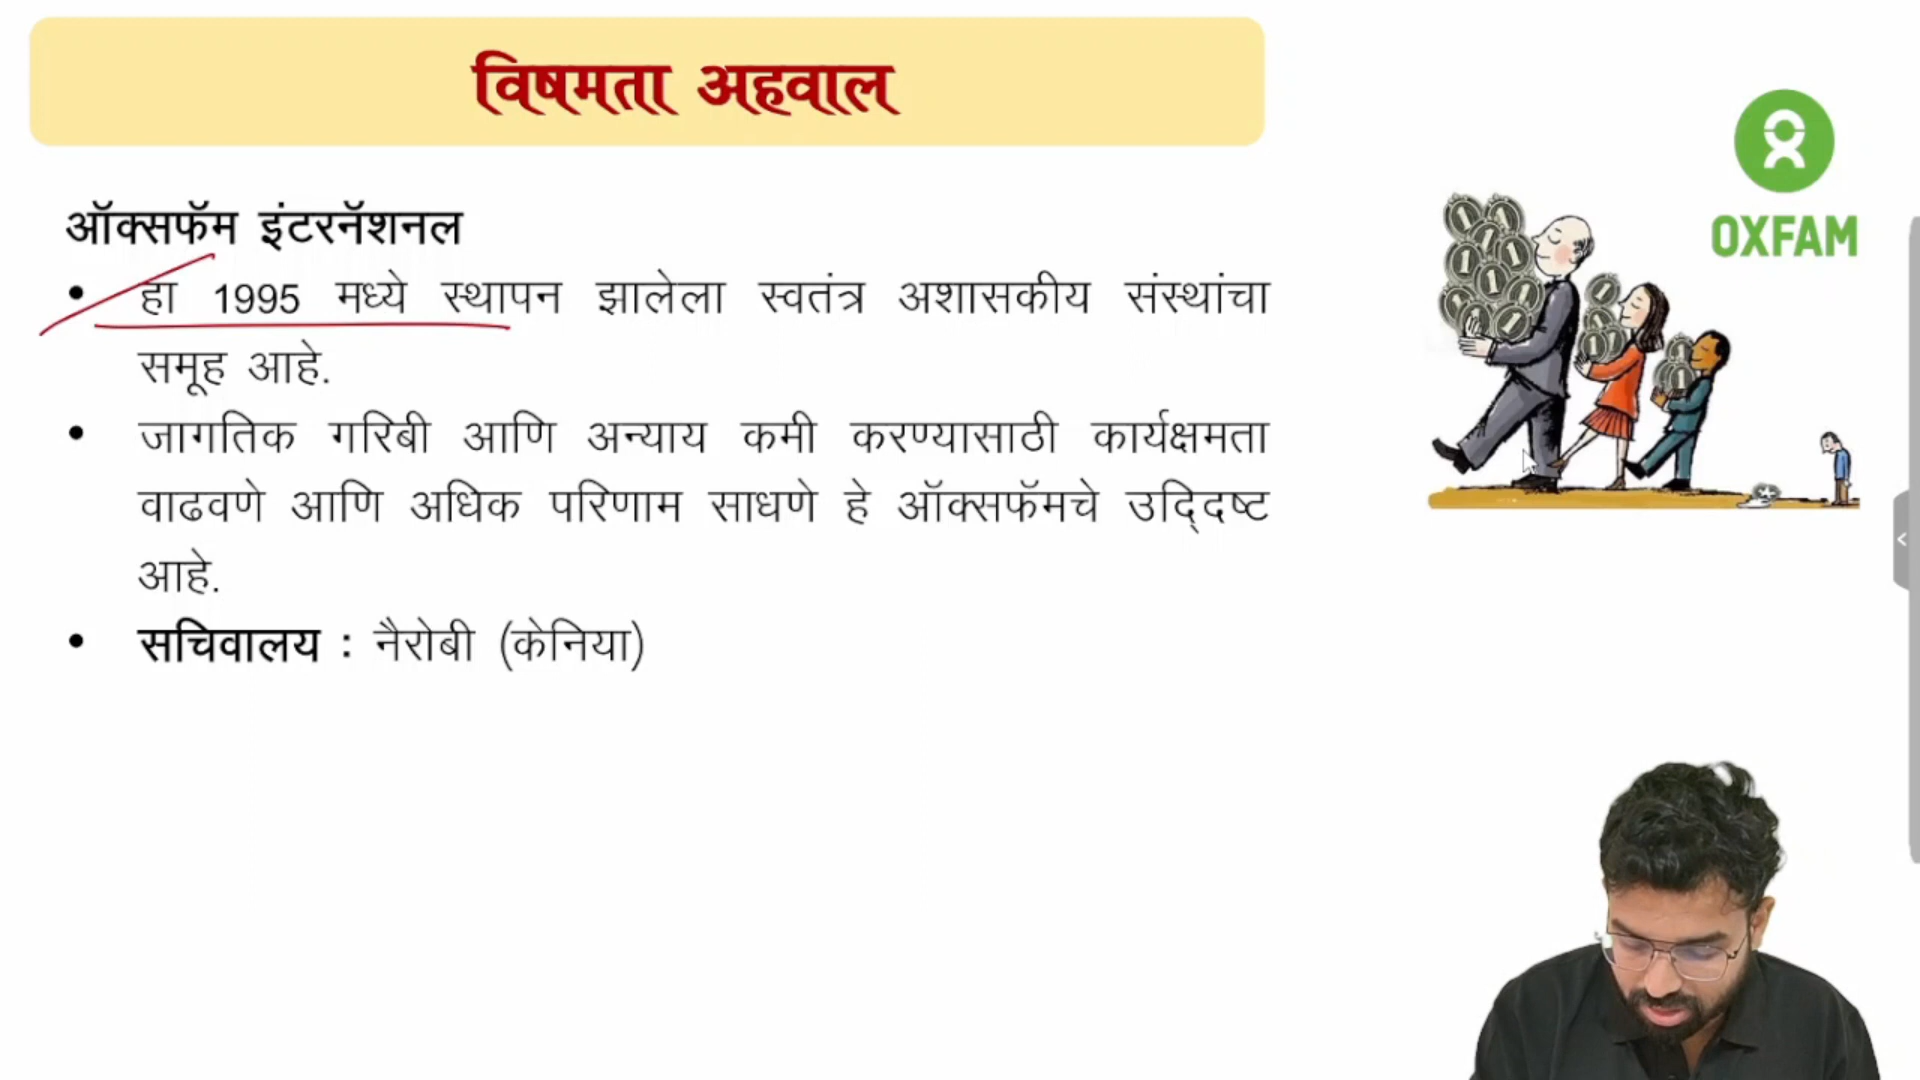 विषमता अहवाल
OXFAM
ऑक्सफॅम इंटरनॅशनल
• हा 1995 मध्ये स्थापन झालेला स्वतंत्र अशासकीय संस्थांचा
समूह आहे.
• जागतिक गरिबी आणि अन्याय कमी करण्यासाठी कार्यक्षमता
वाढवणे आणि अधिक परिणाम साधणे हे ऑक्सफॅमचे उद्दिष्ट
आहे.
• सचिवालय : नैरोबी (केनिया)